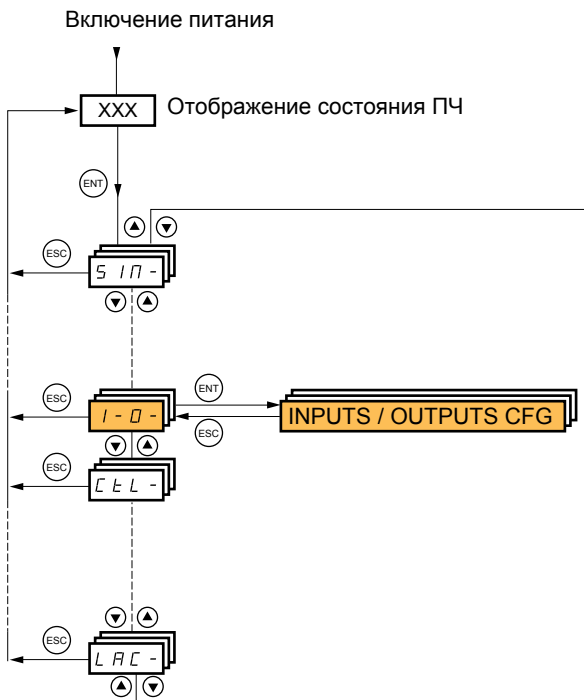 Включение питания
XXX
Отображение состояния ПЧ
ENT
ESC
SIM-
ESC
I-O-
ENT
ESC
INPUTS / OUTPUTS CFG
ESC
CtL-
ESC
LAC-